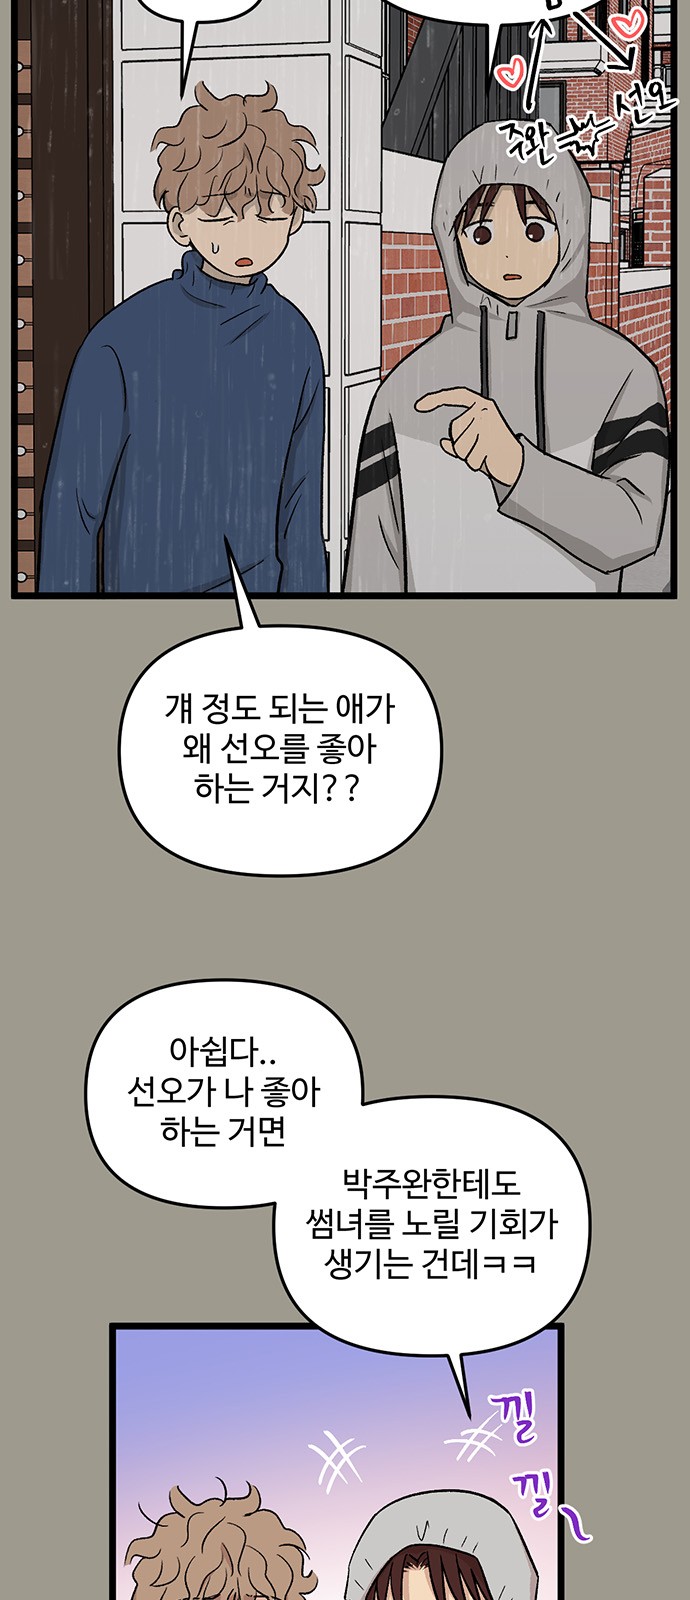 주완
선오
걔 정도 되는 애가
왜 선오를 좋아
하는 거지??
아쉽다..
선오가 나 좋아
하는 거면
박주완한테도
썸녀를 노릴 기회가
생기는 건데ㅋㅋ
낄
낄~